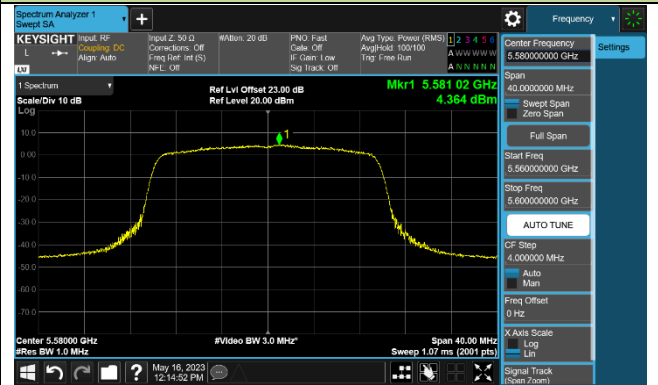 Spectrum Analyzer 1
Swept SA
Frequency
KEYSIGHT
L
Input: RF
Coupling: DC
Align: Auto
Input Z: 50 Ω
Corrections: Off
Freq Ref: Int (S)
NFE: Off
#Atten: 20 dB
PNO: Fast
Gate: Off
IF Gain: Low
Sig Track: Off
Avg Type: Power (RMS)
Avg|Hold: 100/100
Trig: Free Run
1 2 3 4 5 6
A W W W W W
A N N N N N
1 Spectrum
Scale/Div 10 dB
Log
Ref Lvl Offset 23.00 dB
Ref Level 20.00 dBm
Mkr1 5.581 02 GHz
4.364 dBm
1
10.0
0.00
-10.0
-20.0
-30.0
-40.0
-50.0
-60.0
-70.0
Center 5.58000 GHz
#Res BW 1.0 MHz
#Video BW 3.0 MHz*
Span 40.00 MHz
Sweep 1.07 ms (2001 pts)
May 16, 2023
12:14:52 PM
Center Frequency
5.580000000 GHz
Settings
Span
40.0000000 MHz
Swept Span
Zero Span
Full Span
Start Freq
5.560000000 GHz
Stop Freq
5.600000000 GHz
AUTO TUNE
CF Step
4.000000 MHz
Auto
Man
Freq Offset
0 Hz
X Axis Scale
Log
Lin
Signal Track
(Span Zoom)